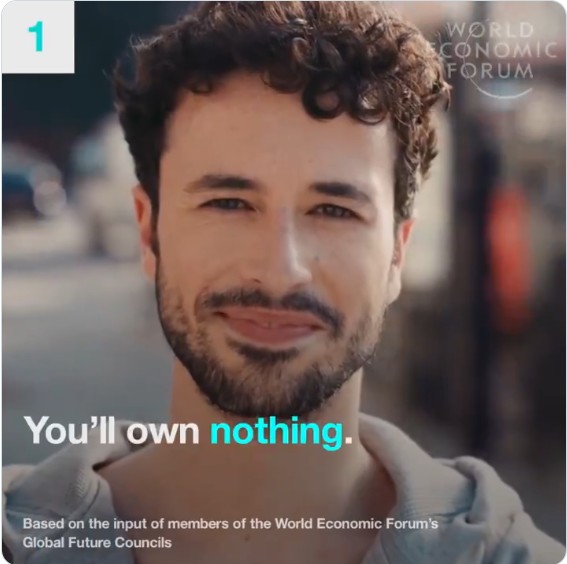 1
WORLD
ECONOMIC
FORUM
You'll own nothing.
Based on the input of members of the World Economic Forum's
Global Future Councils